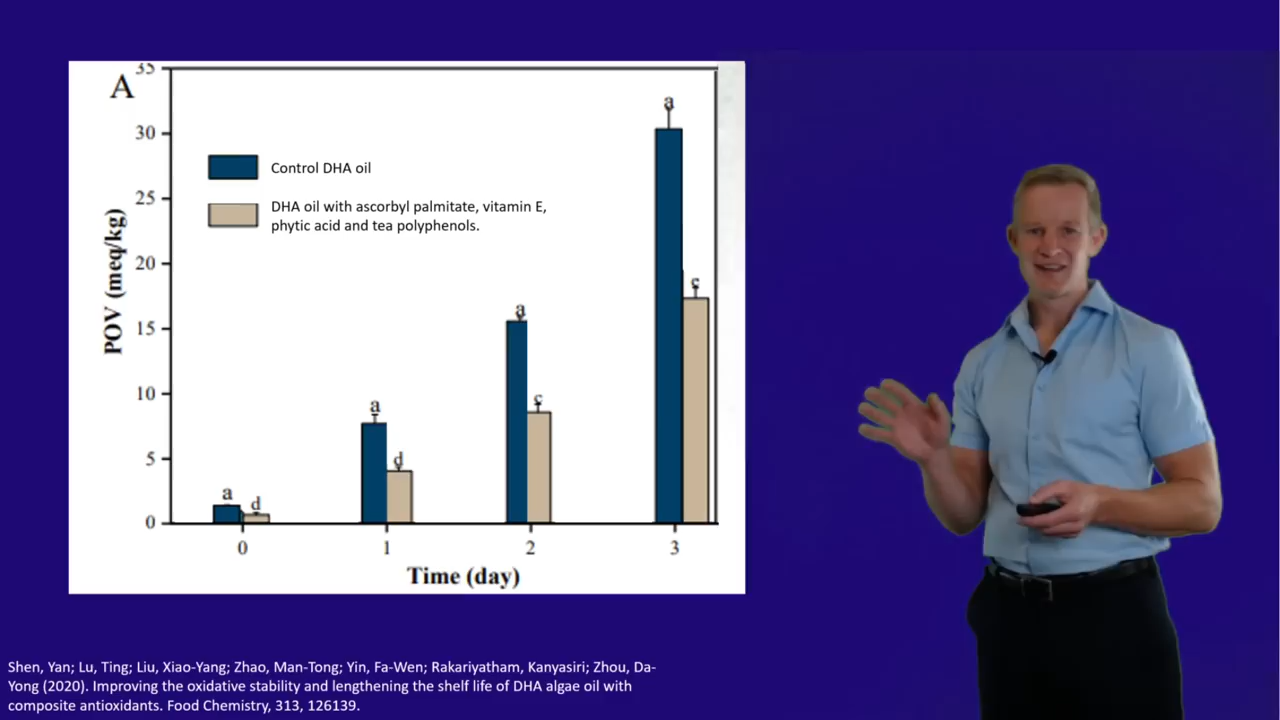 A
35
30
25
20
15
10
5
0
POV (meq/kg)
Control DHA oil
DHA oil with ascorbyl palmitate, vitamin E,
phytic acid and tea polyphenols.
a
d
a
d
a
c
a
c
0 1 2 3
Time (day)
Shen, Yan; Lu, Ting; Liu, Xiao-Yang; Zhao, Man-Tong; Yin, Fa-Wen; Rakariyatham, Kanyasiri; Zhou, Da-
Yong (2020). Improving the oxidative stability and lengthening the shelf life of DHA algae oil with
composite antioxidants. Food Chemistry, 313, 126139.